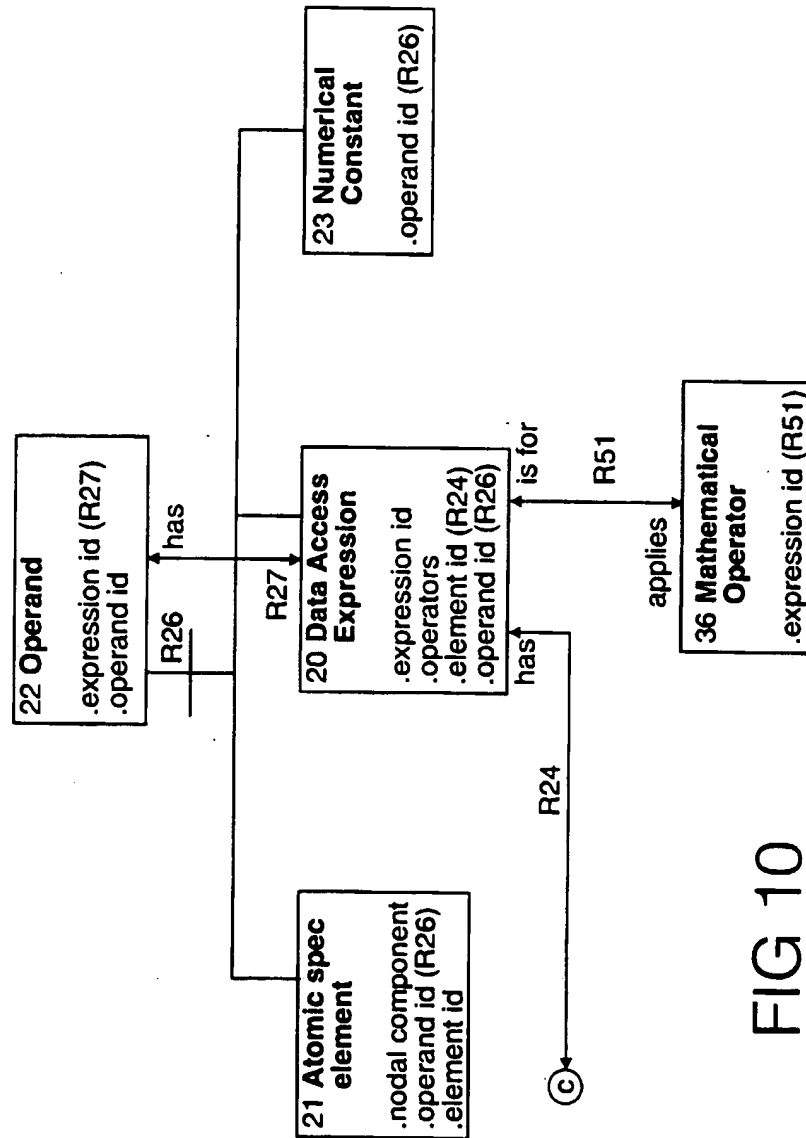 22 Operand
.expression id (R27)
.operand id
R26
has
R27
21 Atomic spec
element
.nodal component
.operand id (R26)
.element id
20 Data Access
Expression
.expression id
.operators
.element id (R24)
.operand id (R26)
23 Numerical
Constant
.operand id (R26)
has
is for
R24
R51
c
applies
36 Mathematical
Operator
.expression id (R51)
FIG 10